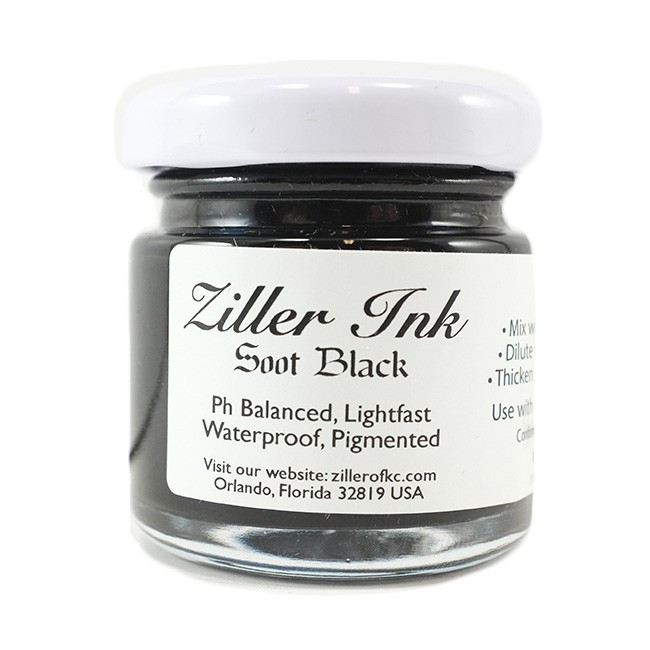 Ziller Ink
Soot Black
Ph Balanced, Lightfast
Waterproof, Pigmented
Visit our website: zillerofkc.com
Orlando, Florida 32819 USA
• Mix
• Dilute
• Thicken
Use with